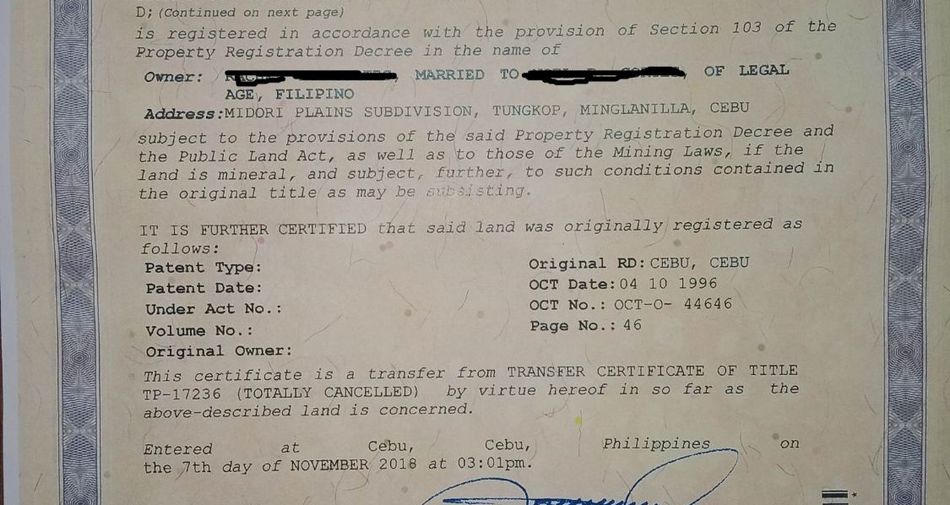 D; (Continued on next page)
is registered in accordance with the provision of Section 103 of the
Property Registration Decree in the name of
Owner: , MARRIED TO , OF LEGAL
AGE, FILIPINO
Address:MIDORI PLAINS SUBDIVISION, TUNGKOP, MINGLANILLA, CEBU
subject to the provisions of the said Property Registration Decree and
the Public Land Act, as well as to those of the Mining Laws, if the
land is mineral, and subject, further, to such conditions contained in
the original title as may be subsisting.
IT IS FURTHER CERTIFIED that said land was originally registered as
follows:
Patent Type:
Patent Date:
Under Act No.:
Volume No.:
Original Owner:
Original RD: CEBU, CEBU
OCT Date: 04 10 1996
OCT No.: OCT-O- 44646
Page No.: 46
This certificate is a transfer from TRANSFER CERTIFICATE OF TITLE
TP-17236 (TOTALLY CANCELLED) by virtue hereof in so far as the
above-described land is concerned.
Entered at Cebu, Cebu, Philippines on
the 7th day of NOVEMBER 2018 at 03:01pm.